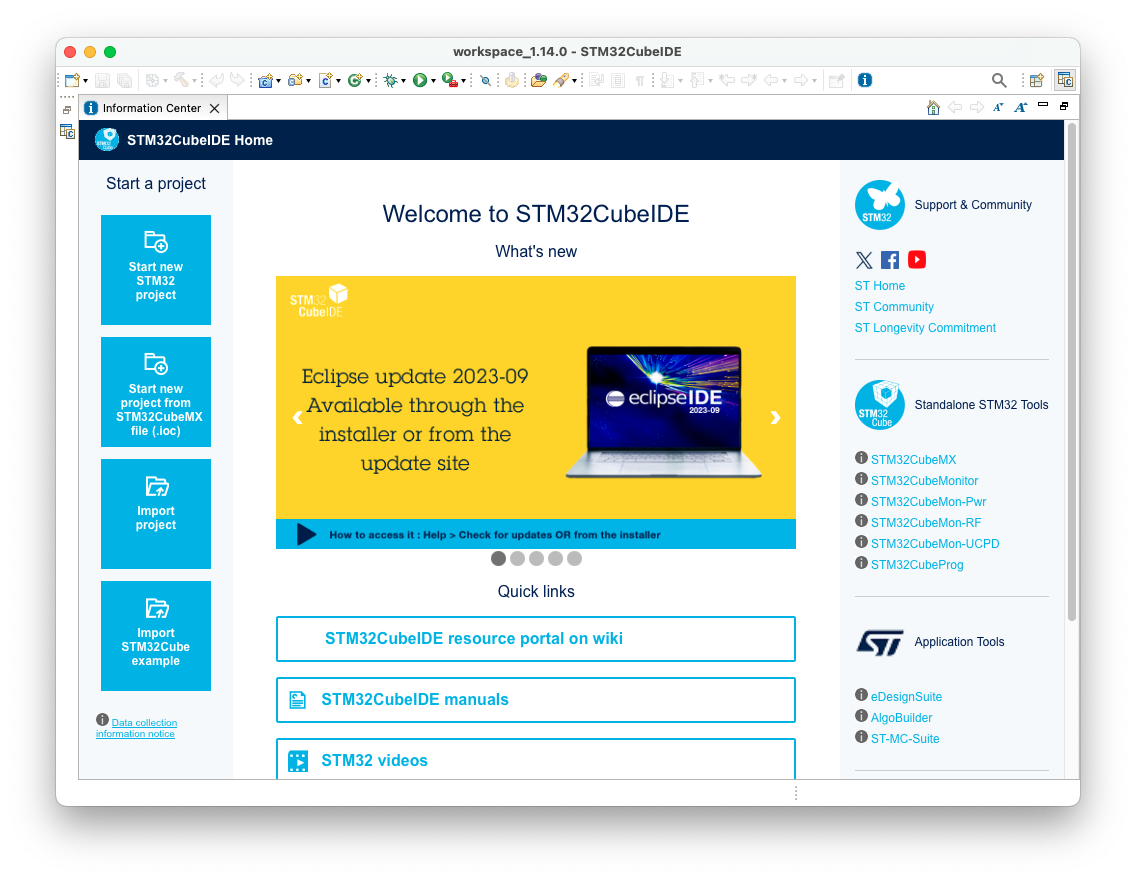 workspace_1.14.0 - STM32CubeIDE
Information Center
STM32CubeIDE Home
Start a project
Start new
STM32
project
Start new
project from
STM32CubeMX
file (.ioc)
Import
project
Import
STM32Cube
example
Data collection
information notice
Welcome to STM32CubeIDE
What's new
STM32
CubeIDE
Eclipse update 2023-09
Available through the
installer or from the
update site
eclipseIDE
2023-09
How to access it : Help > Check for updates OR from the installer
Quick links
STM32CubeIDE resource portal on wiki
STM32CubeIDE manuals
STM32 videos
STM32
Support & Community
ST Home
ST Community
ST Longevity Commitment
STM32
Cube
Standalone STM32 Tools
STM32CubeMX
STM32CubeMonitor
STM32CubeMon-Pwr
STM32CubeMon-RF
STM32CubeMon-UCPD
STM32CubeProg
ST
Application Tools
eDesignSuite
AlgoBuilder
ST-MC-Suite